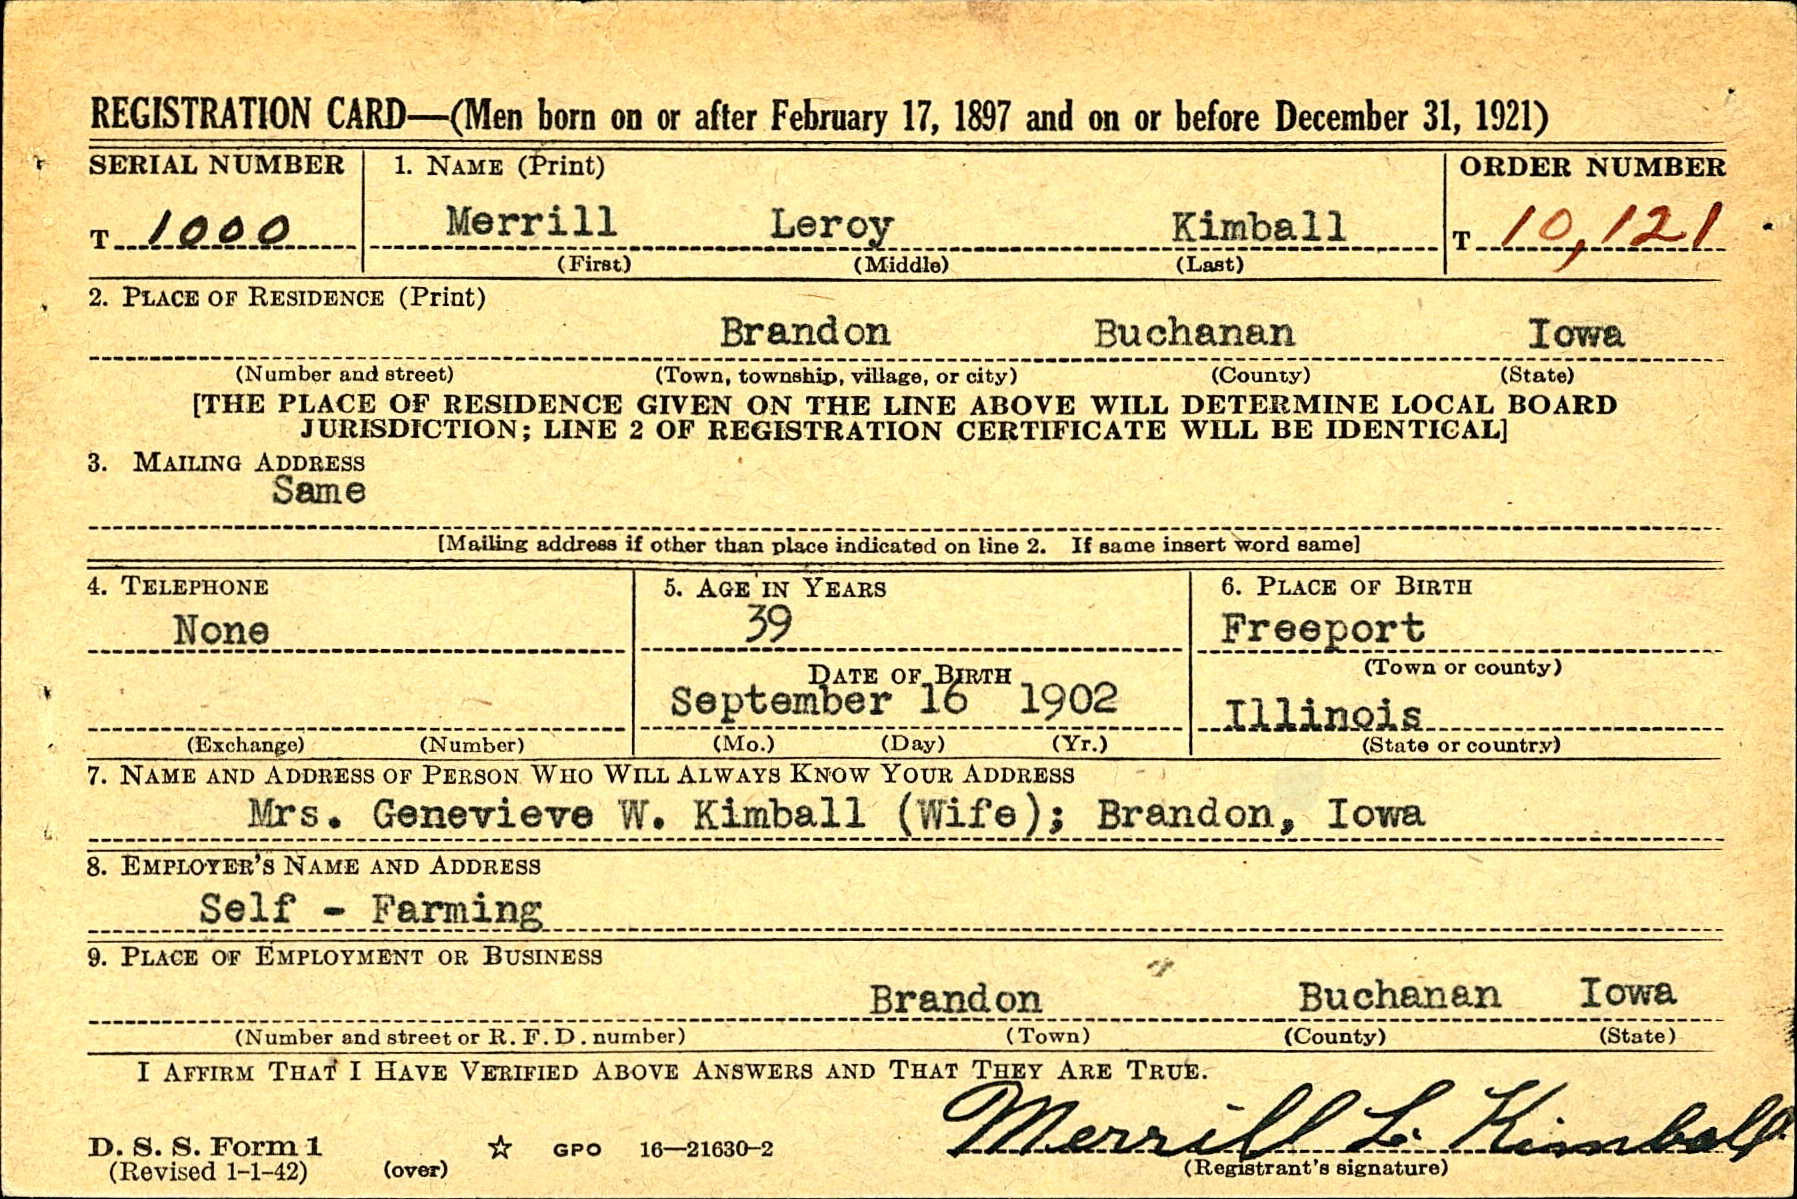 REGISTRATION CARD—(Men born on or after February 17, 1897 and on or before December 31, 1921)
SERIAL NUMBER 1. NAME (Print) ORDER NUMBER
T 1000 Merrill Leroy Kimball T 10,121
(First) (Middle) (Last)
2. PLACE OF RESIDENCE (Print)
Brandon Buchanan Iowa
(Number and street) (Town, township, village, or city) (County) (State)
[THE PLACE OF RESIDENCE GIVEN ON THE LINE ABOVE WILL DETERMINE LOCAL BOARD
JURISDICTION; LINE 2 OF REGISTRATION CERTIFICATE WILL BE IDENTICAL]
3. MAILING ADDRESS
Same
[Mailing address if other than place indicated on line 2. If same insert word same]
4. TELEPHONE 5. AGE IN YEARS 6. PLACE OF BIRTH
None 39 Freeport
DATE OF BIRTH (Town or county)
September 16 1902 Illinois
(Exchange) (Number) (Mo.) (Day) (Yr.) (State or country)
7. NAME AND ADDRESS OF PERSON WHO WILL ALWAYS KNOW YOUR ADDRESS
Mrs. Genevieve W. Kimball (Wife); Brandon, Iowa
8. EMPLOYER'S NAME AND ADDRESS
Self - Farming
9. PLACE OF EMPLOYMENT OR BUSINESS
Brandon Buchanan Iowa
(Number and street or R. F. D. number) (Town) (County) (State)
I AFFIRM THAT I HAVE VERIFIED ABOVE ANSWERS AND THAT THEY ARE TRUE.
Merrill L. Kimball
D. S. S. Form 1 ☆ GPO 16—21630-2
(Revised 1-1-42) (over) (Registrant's signature)